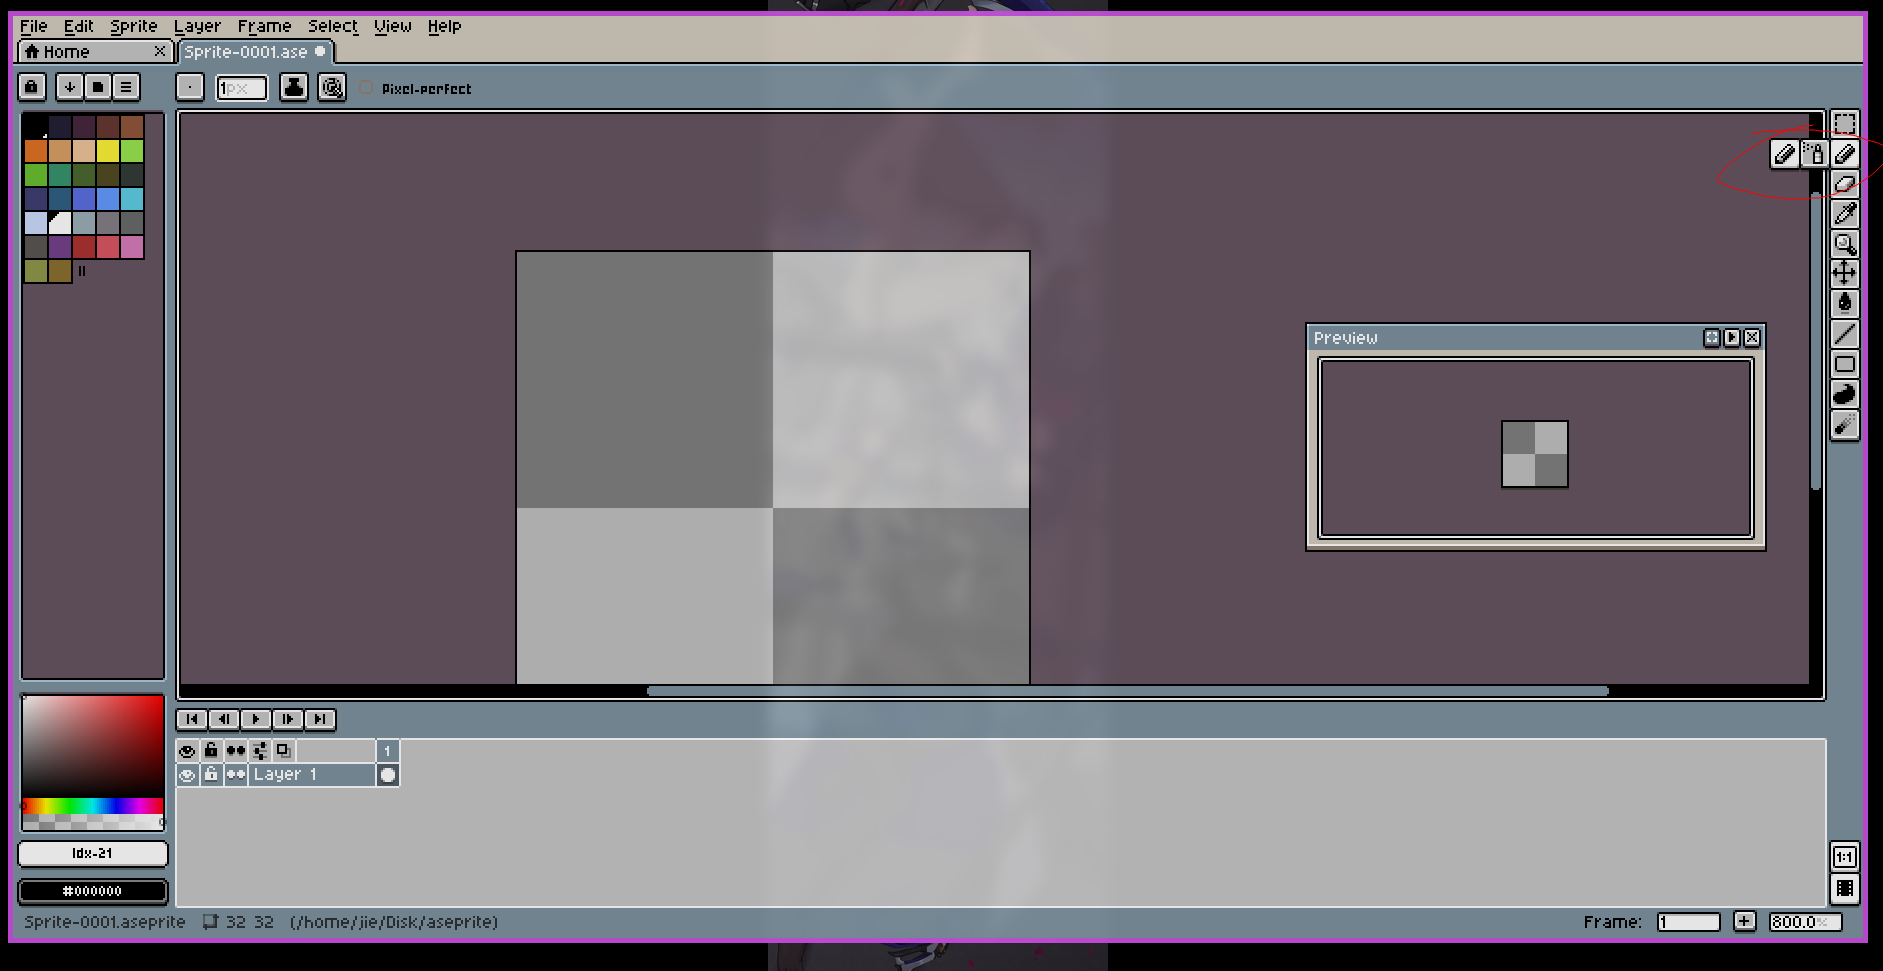 File Edit Sprite Layer Frame Select View Help
Home Sprite-0001.ase
1px Pixel-perfect
Preview
1
Layer 1
Idx-21
1:1
#000000
Sprite-0001.aseprite 32 32 (/home/jie/Disk/aseprite) Frame: 1 + 800.0%